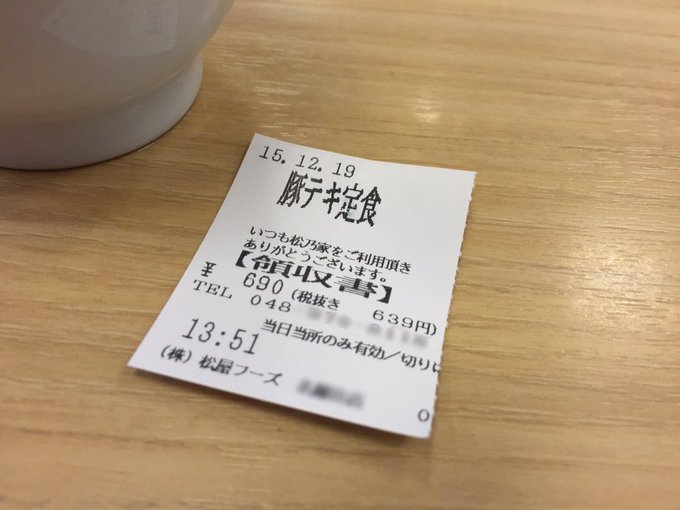 15.12.19
豚テキ定食
いつも松乃家をご利用頂き
ありがとうございます。
【領収書】
¥ 690(税抜き 639円)
TEL 048
13:51 当日当所のみ有効/切り
(株)松屋フーズ
0